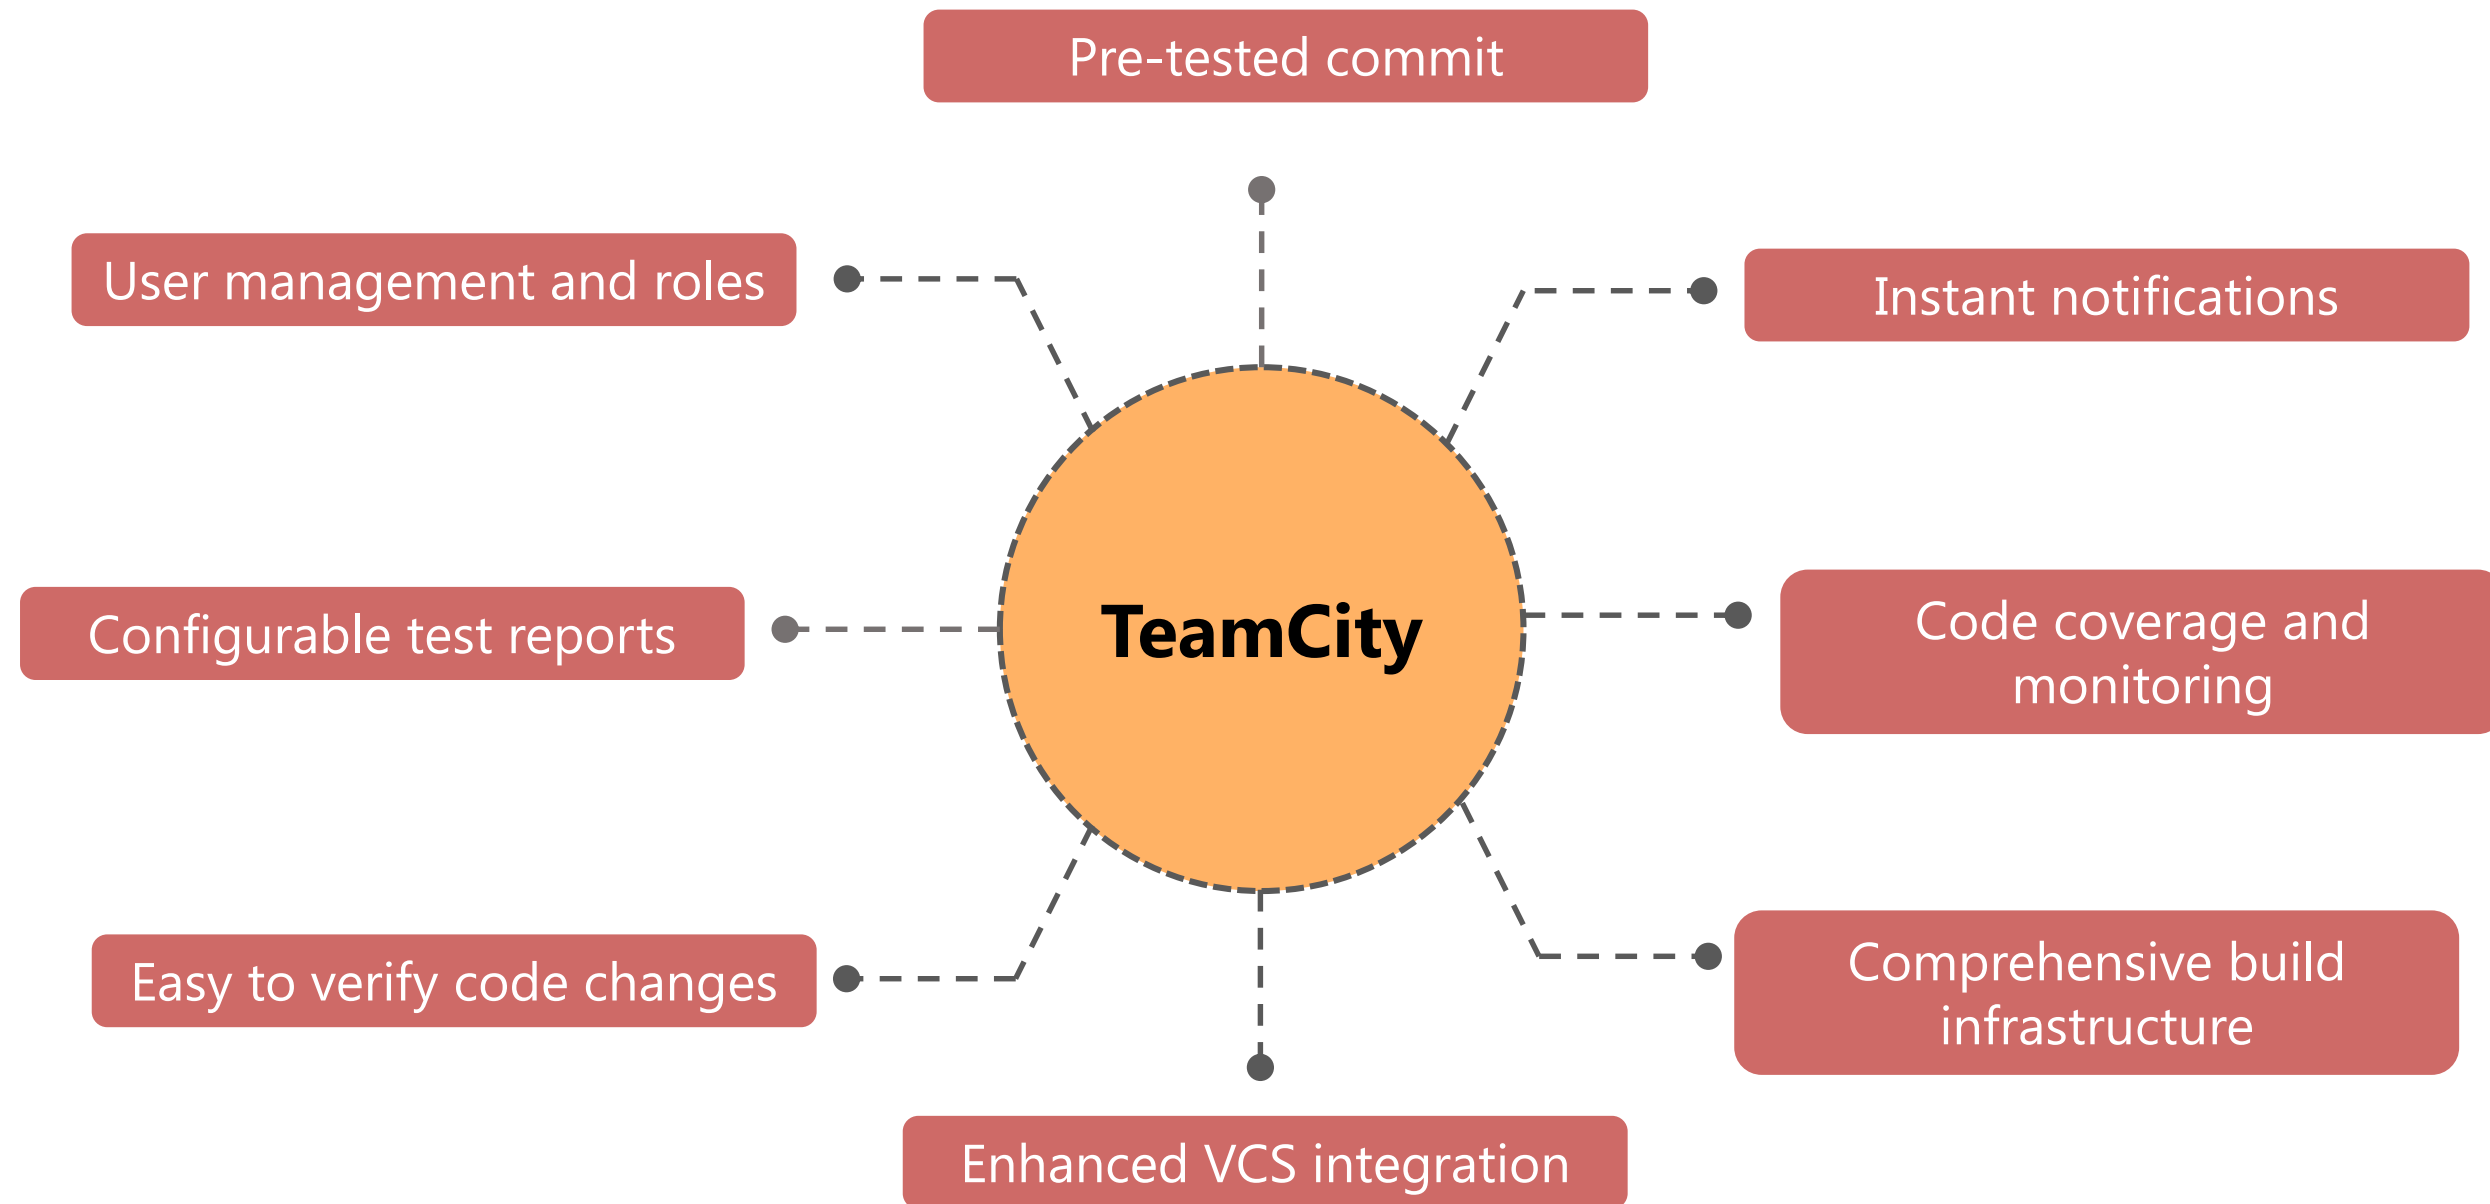 Pre-tested commit
User management and roles
Instant notifications
Configurable test reports
TeamCity
Code coverage and
monitoring
Easy to verify code changes
Comprehensive build
infrastructure
Enhanced VCS integration